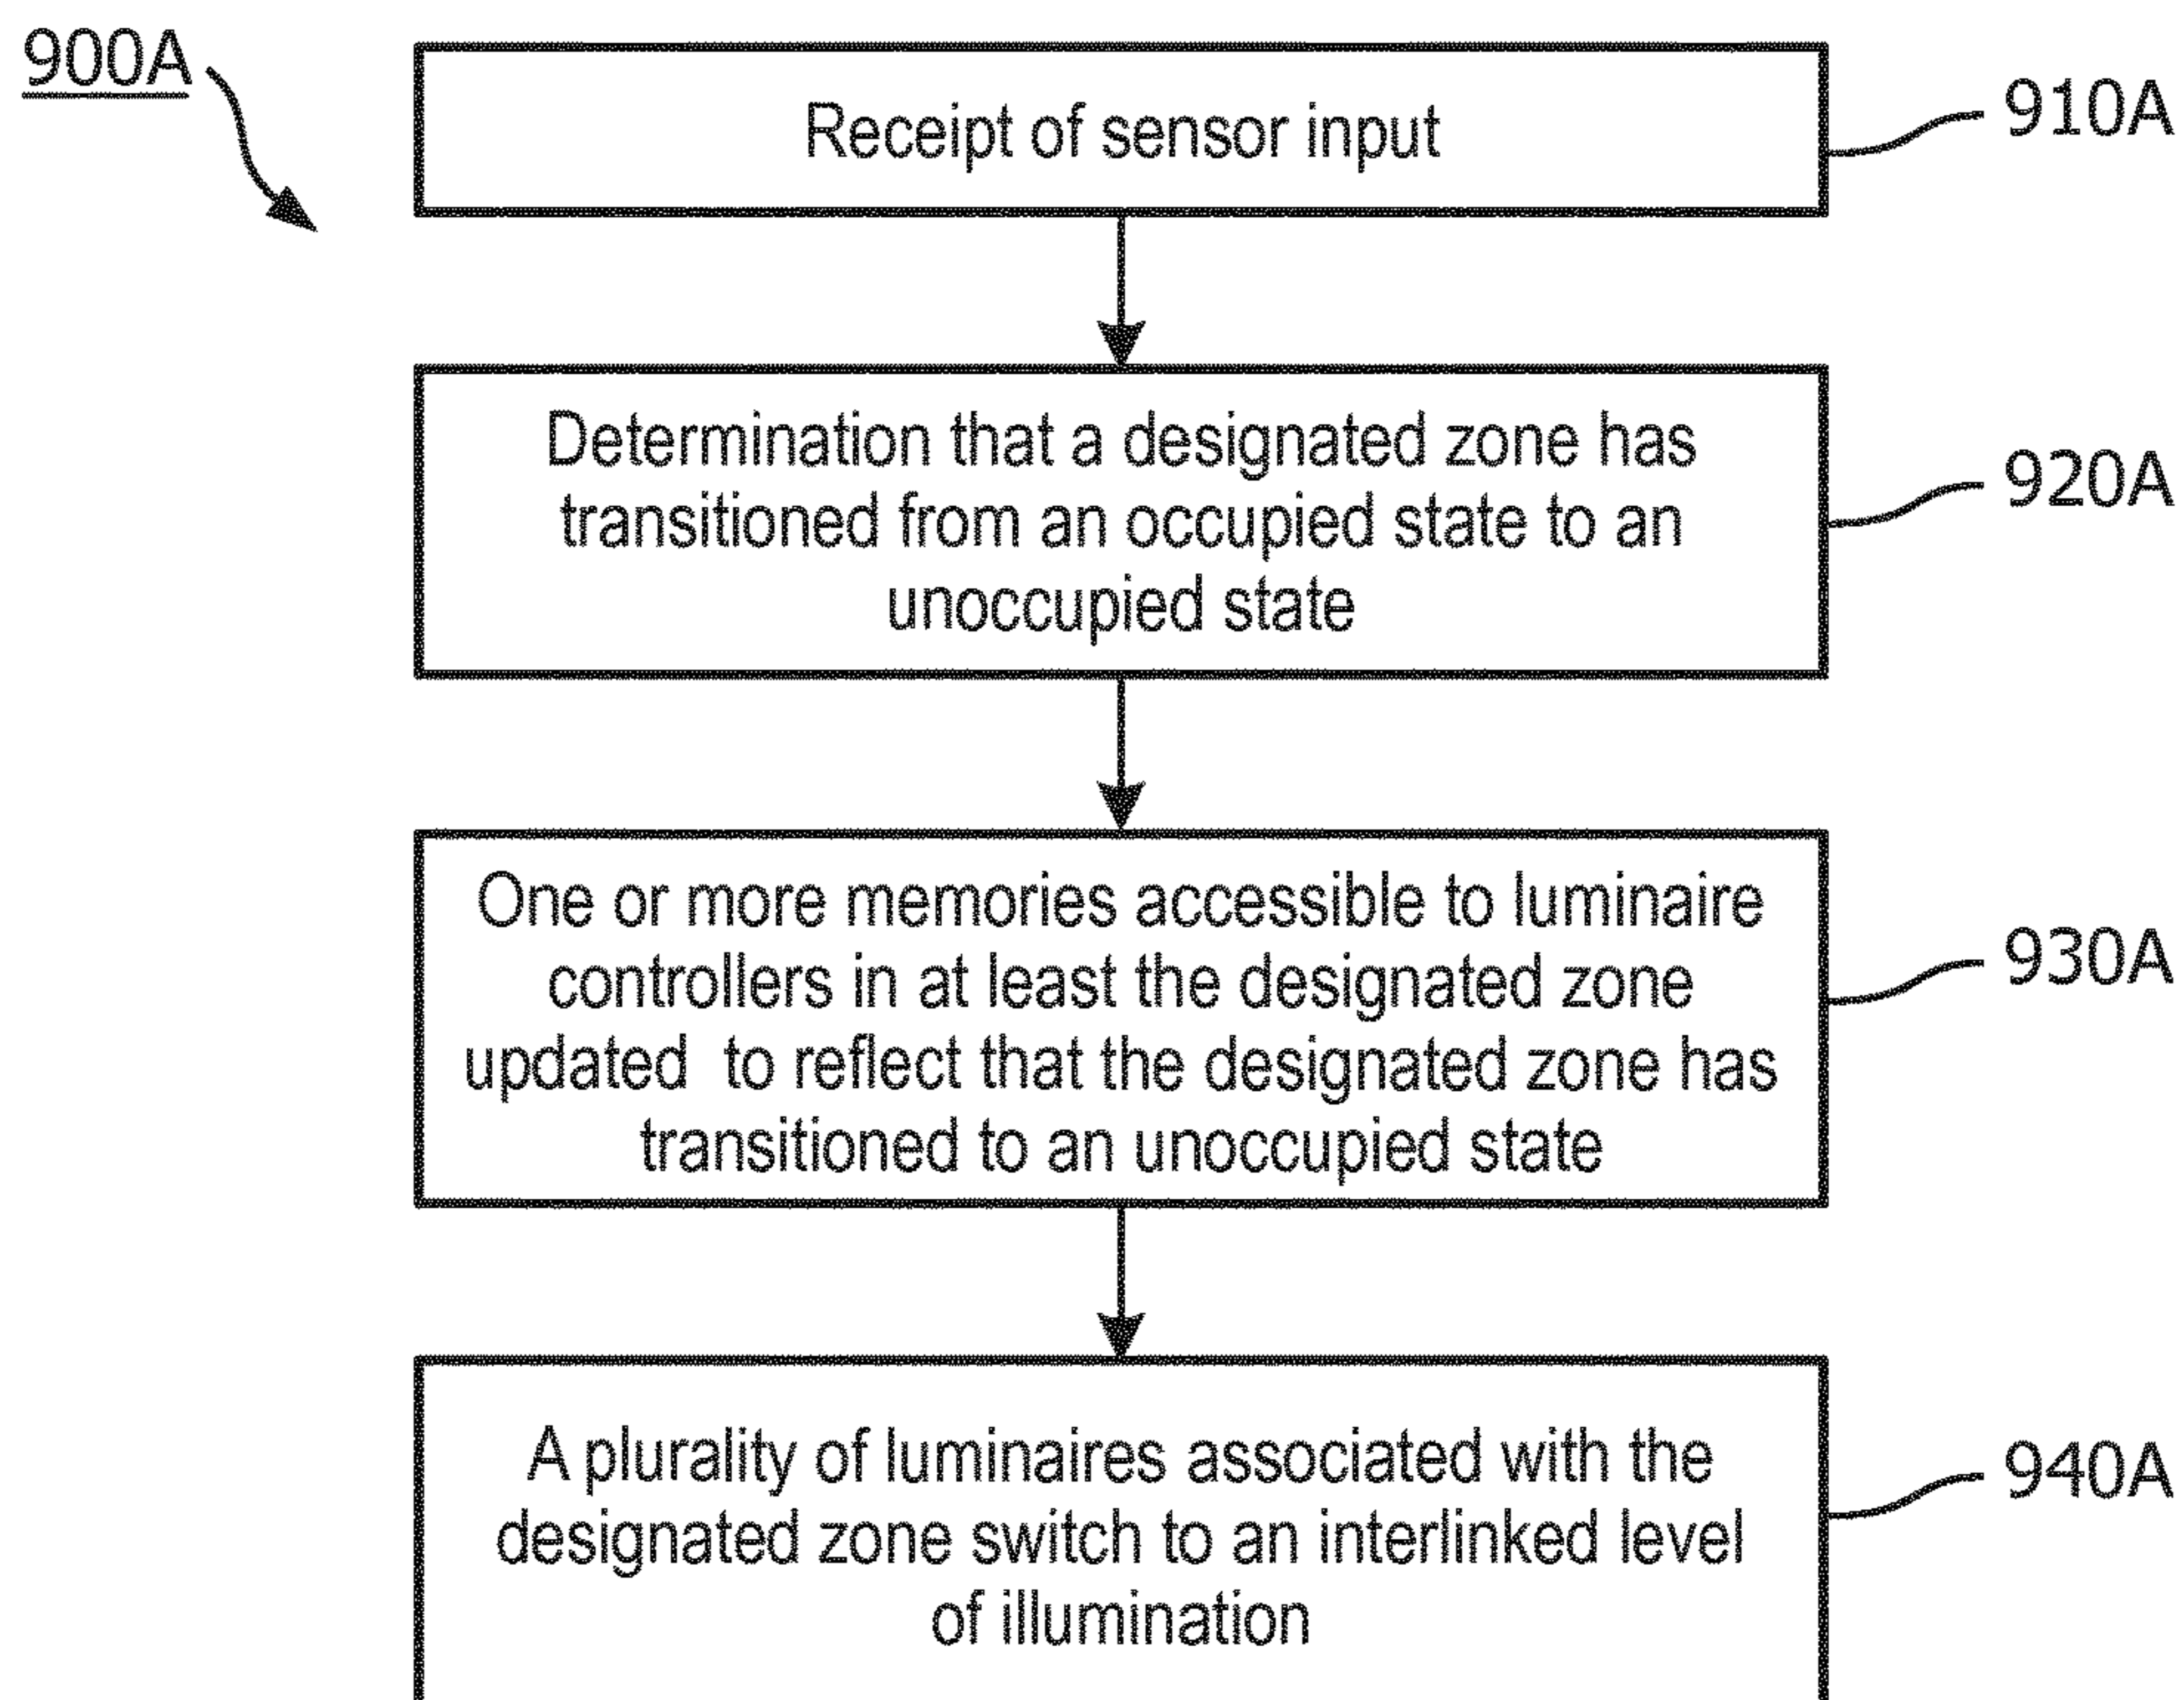 900A
Receipt of sensor input
910A
Determination that a designated zone has
transitioned from an occupied state to an
unoccupied state
920A
One or more memories accessible to luminaire
controllers in at least the designated zone
updated to reflect that the designated zone has
transitioned to an unoccupied state
930A
A plurality of luminaires associated with the
designated zone switch to an interlinked level
of illumination
940A